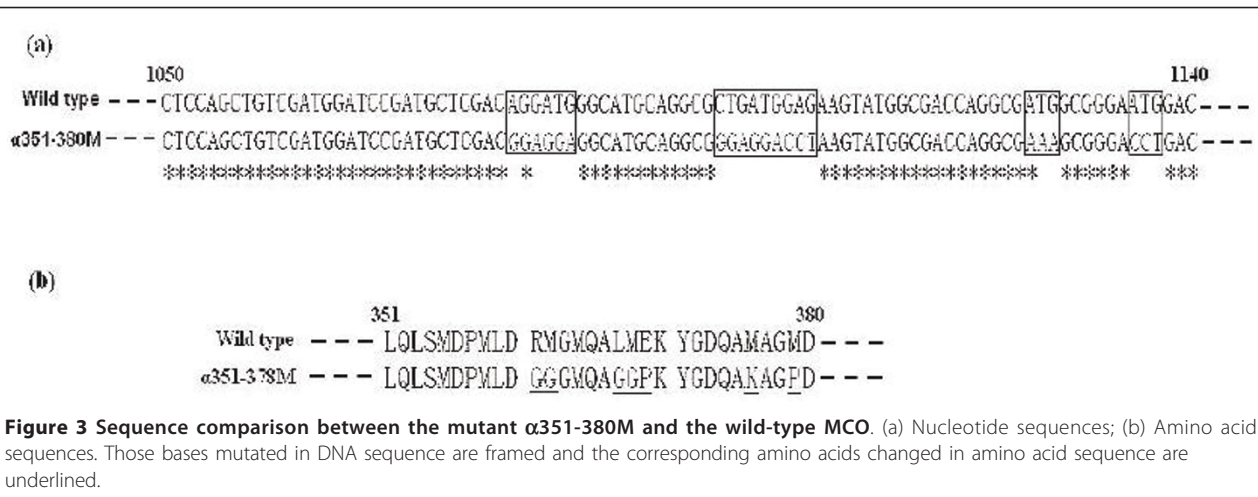 (a)
1050 1140
Wild type - - - CTCCAGCTGTCGATGGATCCGATGCTCGACAGGATGGGCATGCAGGCGCTGATGGAGAAGTATGGCGACCAGGCGATGGCGGGAATGGAC - - -
α351-380M - - - CTCCAGCTGTCGATGGATCCGATGCTCGACGGAGGAGGCATGCAGGCGGGAGGACCTAAGTATGGCGACCAGGCGAAAGCGGGACCTGAC - - -
****************************** * ************ ******************* ****** ***
(b)
351 380
Wild type - - - LQLSMDPMLD RMGMQALMEK YGDQAMAGMD - - -
α351-378M - - - LQLSMDPMLD GGGMQAGGPK YGDQAKAGPD - - -
Figure 3 Sequence comparison between the mutant α351-380M and the wild-type MCO. (a) Nucleotide sequences; (b) Amino acid
sequences. Those bases mutated in DNA sequence are framed and the corresponding amino acids changed in amino acid sequence are
underlined.